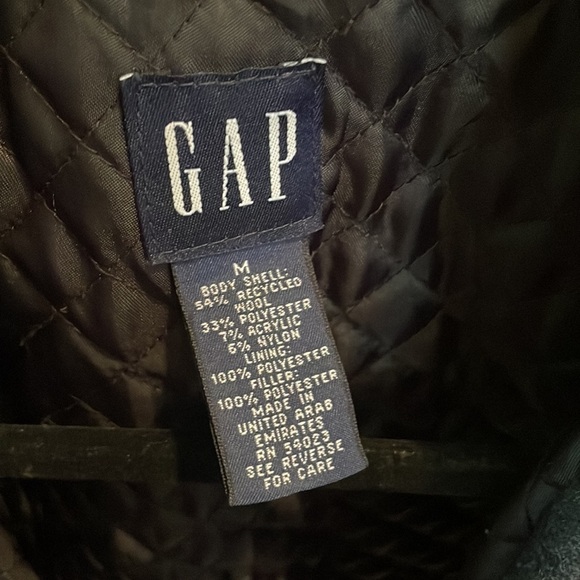 GAP
M
BODY SHELL:
54% RECYCLED
WOOL
33% POLYESTER
7% ACRYLIC
6% NYLON
LINING:
100% POLYESTER
FILLER:
100% POLYESTER
MADE IN
UNITED ARAB
EMIRATES
RN 54023
SEE REVERSE
FOR CARE